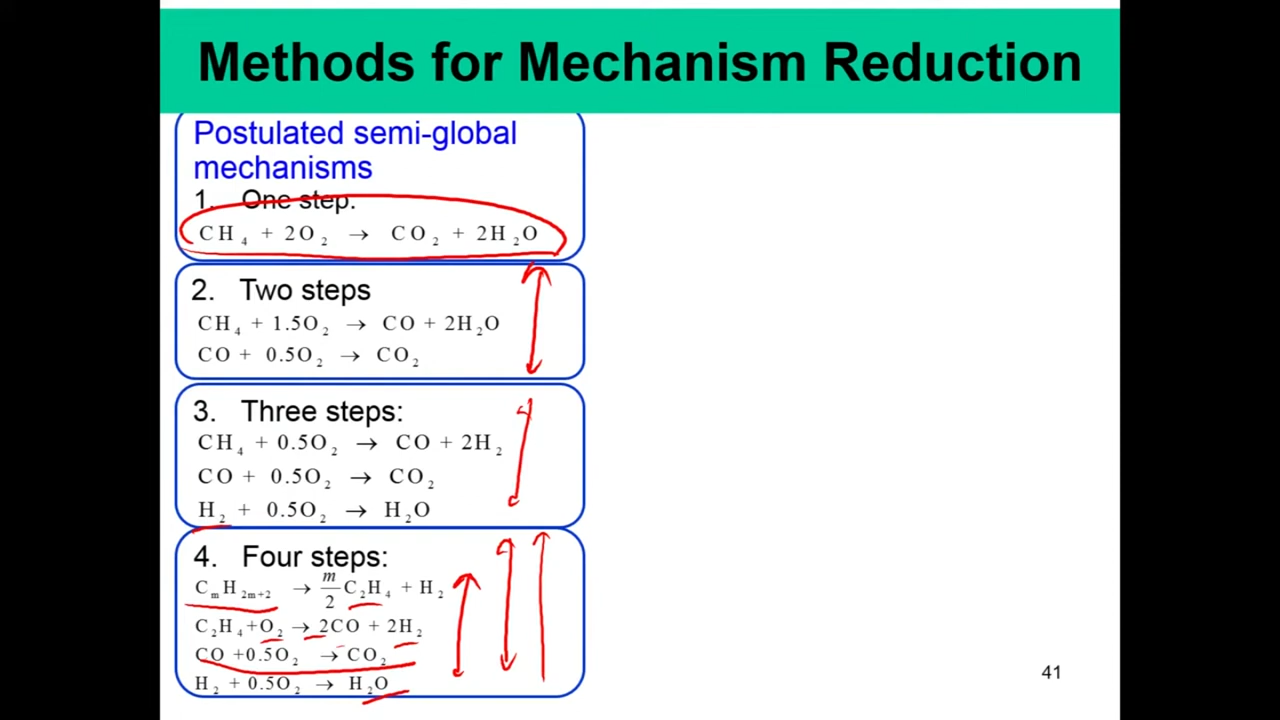 Methods for Mechanism Reduction
Postulated semi-global
mechanisms
1. One step:
CH₄ + 2O₂ → CO₂ + 2H₂O
2. Two steps
CH₄ + 1.5O₂ → CO + 2H₂O
CO + 0.5O₂ → CO₂
3. Three steps:
CH₄ + 0.5O₂ → CO + 2H₂
CO + 0.5O₂ → CO₂
H₂ + 0.5O₂ → H₂O
4. Four steps:
CₘH₂ₘ₊₂ → m/2 C₂H₄ + H₂
C₂H₄+O₂ → 2CO + 2H₂
CO +0.5O₂ → CO₂
H₂ + 0.5O₂ → H₂O
41